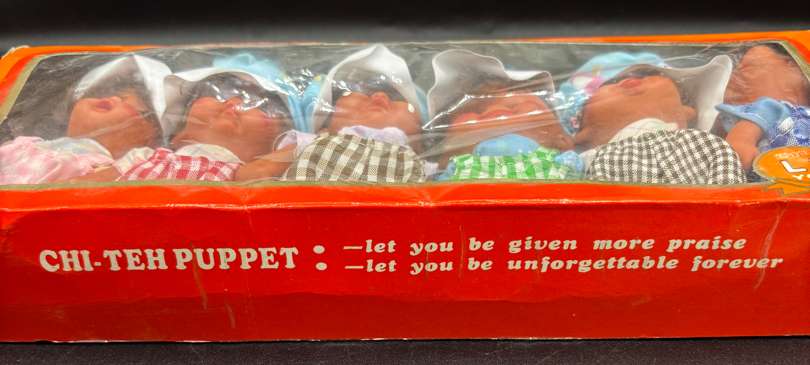 CHI-TEH PUPPET : —let you be given more praise
—let you be unforgettable forever